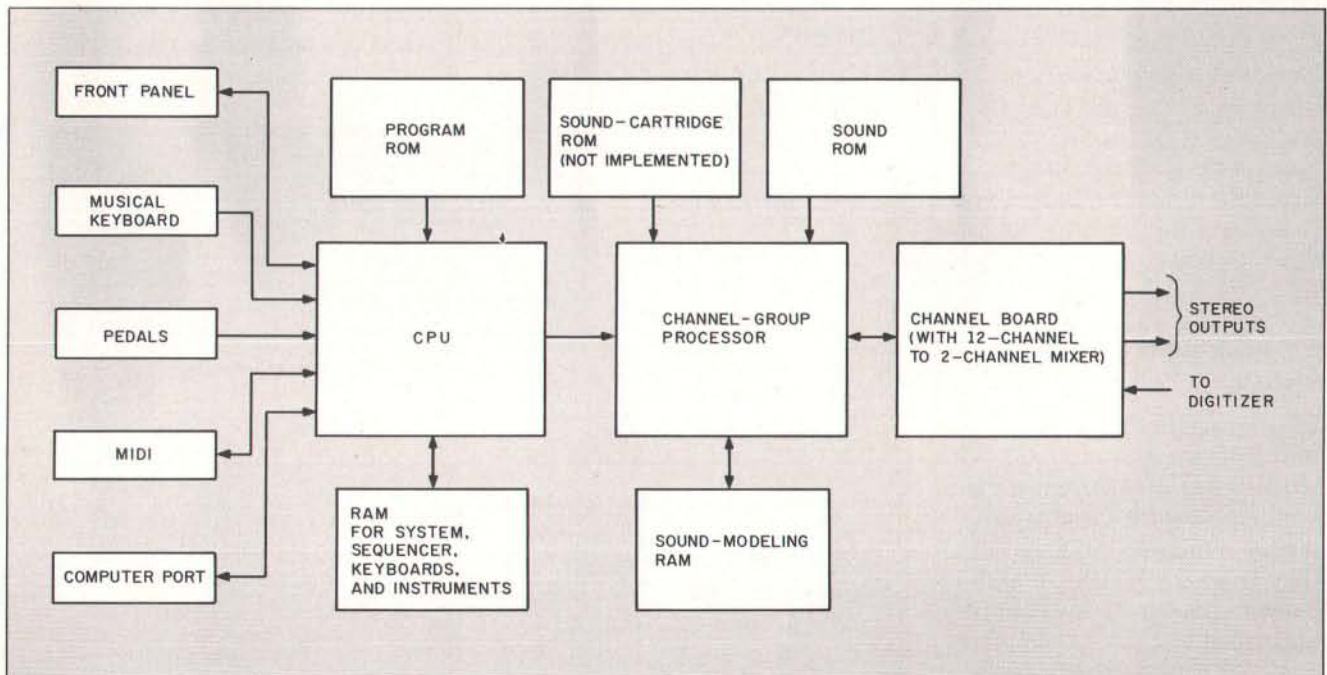 FRONT PANEL
MUSICAL
KEYBOARD
PEDALS
MIDI
COMPUTER PORT
PROGRAM
ROM
CPU
RAM
FOR SYSTEM,
SEQUENCER,
KEYBOARDS,
AND INSTRUMENTS
SOUND-CARTRIDGE
ROM
(NOT IMPLEMENTED)
SOUND
ROM
CHANNEL-GROUP
PROCESSOR
SOUND-MODELING
RAM
CHANNEL BOARD
(WITH 12-CHANNEL
TO 2-CHANNEL MIXER)
STEREO
OUTPUTS
TO
DIGITIZER